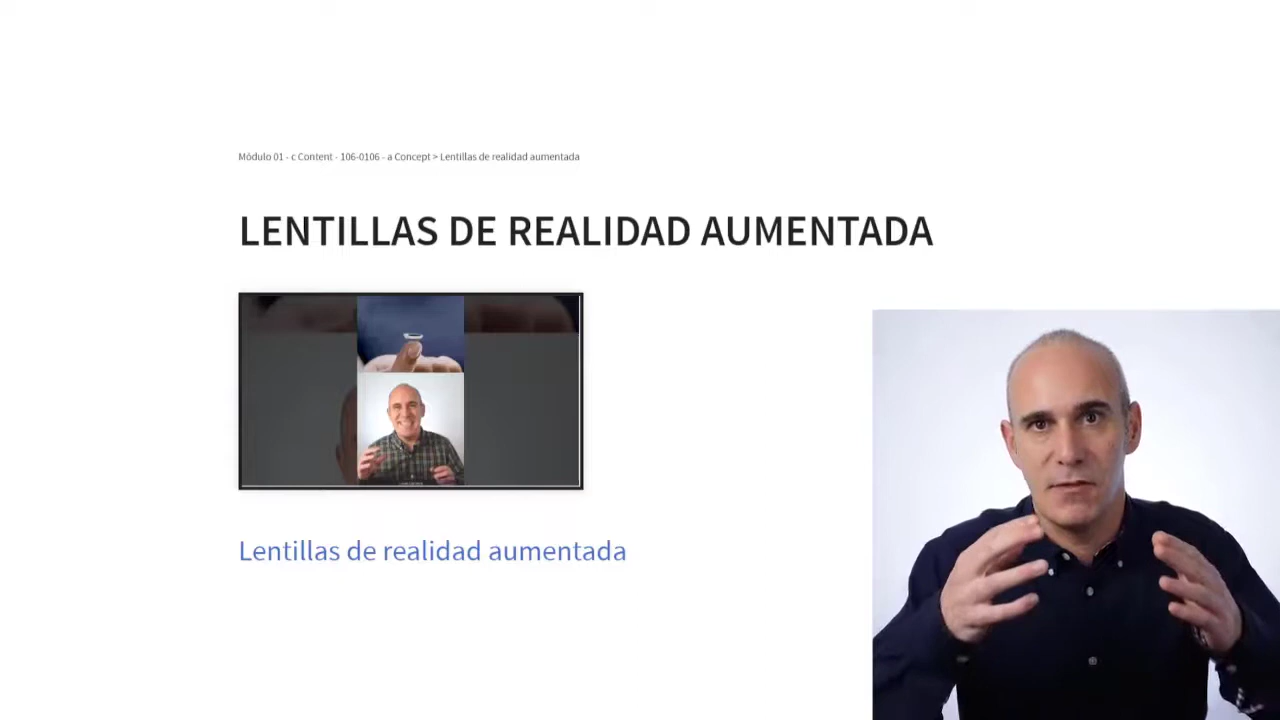 Módulo 01 - c Content - 106-0106 - a Concept > Lentillas de realidad aumentada
LENTILLAS DE REALIDAD AUMENTADA
Lentillas de realidad aumentada